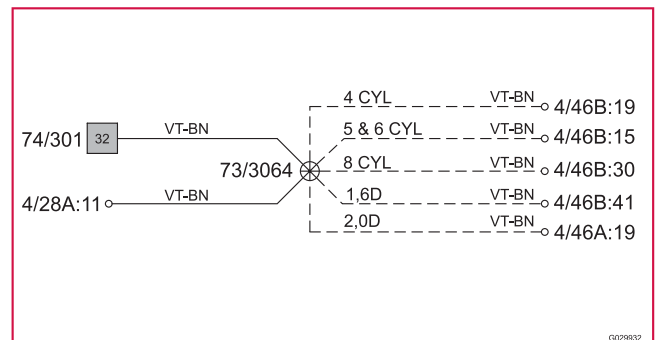 4 CYL VT-BN 4/46B:19
74/301 32 VT-BN 5 & 6 CYL VT-BN 4/46B:15
73/3064 8 CYL VT-BN 4/46B:30
4/28A:11 VT-BN 1,6D VT-BN 4/46B:41
2,0D VT-BN 4/46A:19
G029932